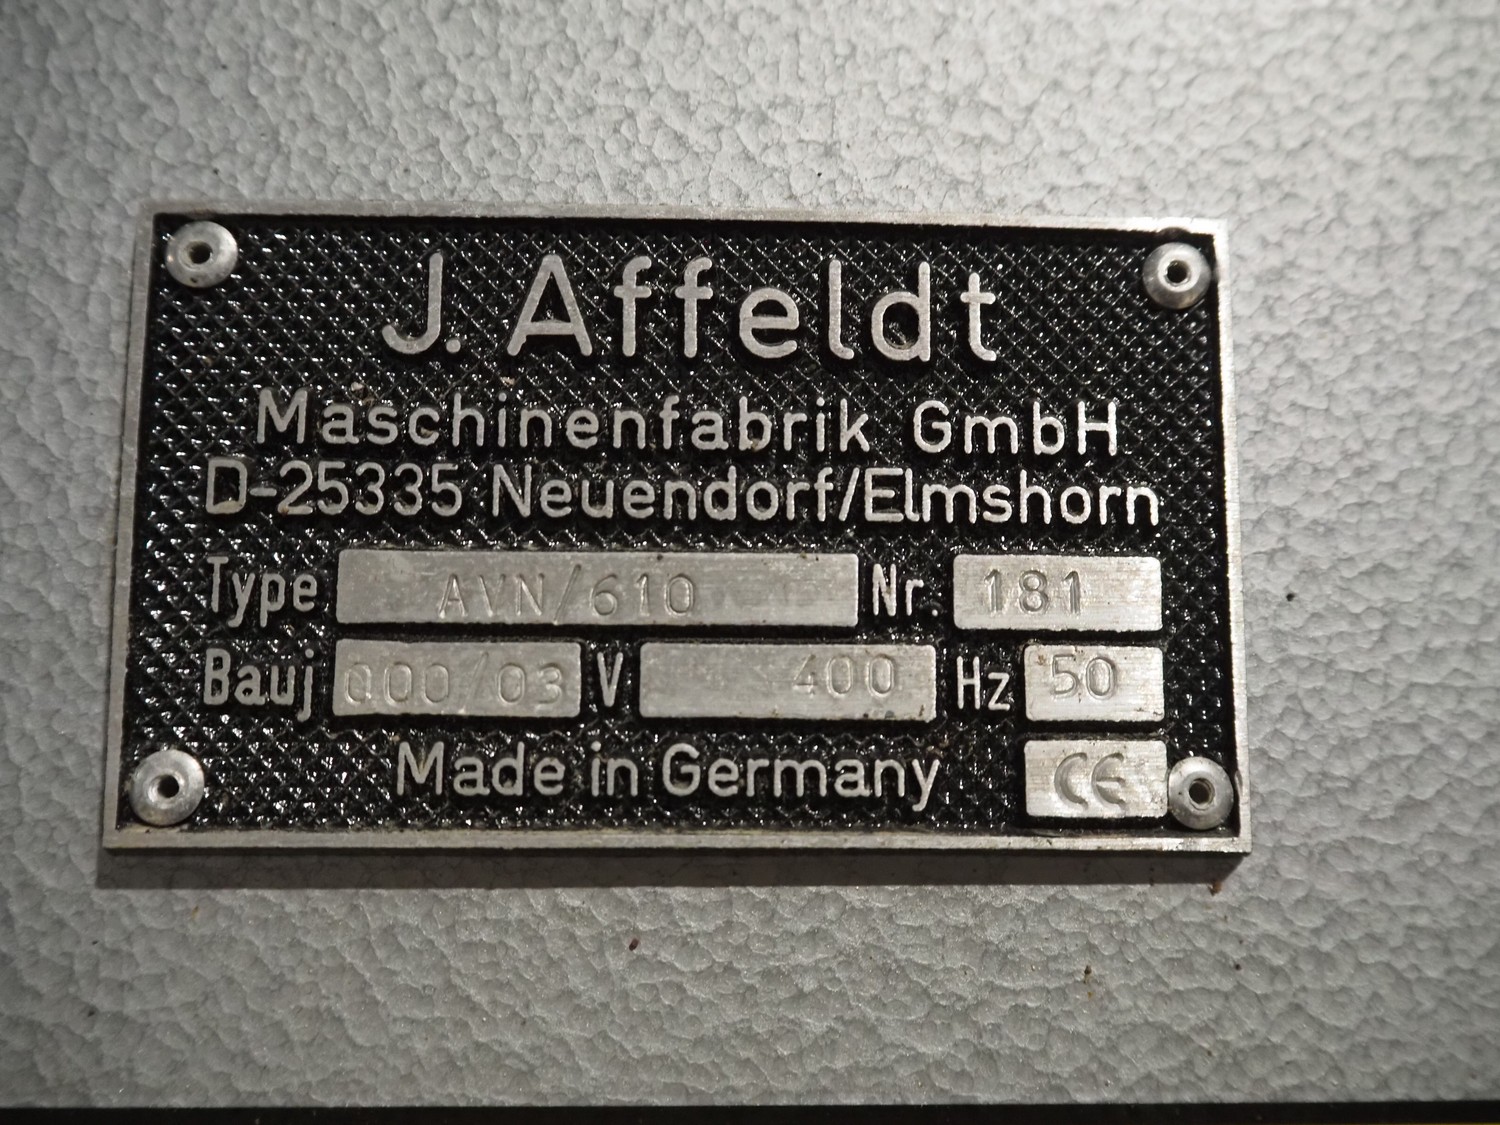 J. Affeldt
Maschinenfabrik GmbH
D-25335 Neuendorf/Elmshorn
Type AVN/610 Nr. 181
Bauj 000/03 V 400 Hz 50
Made in Germany CE